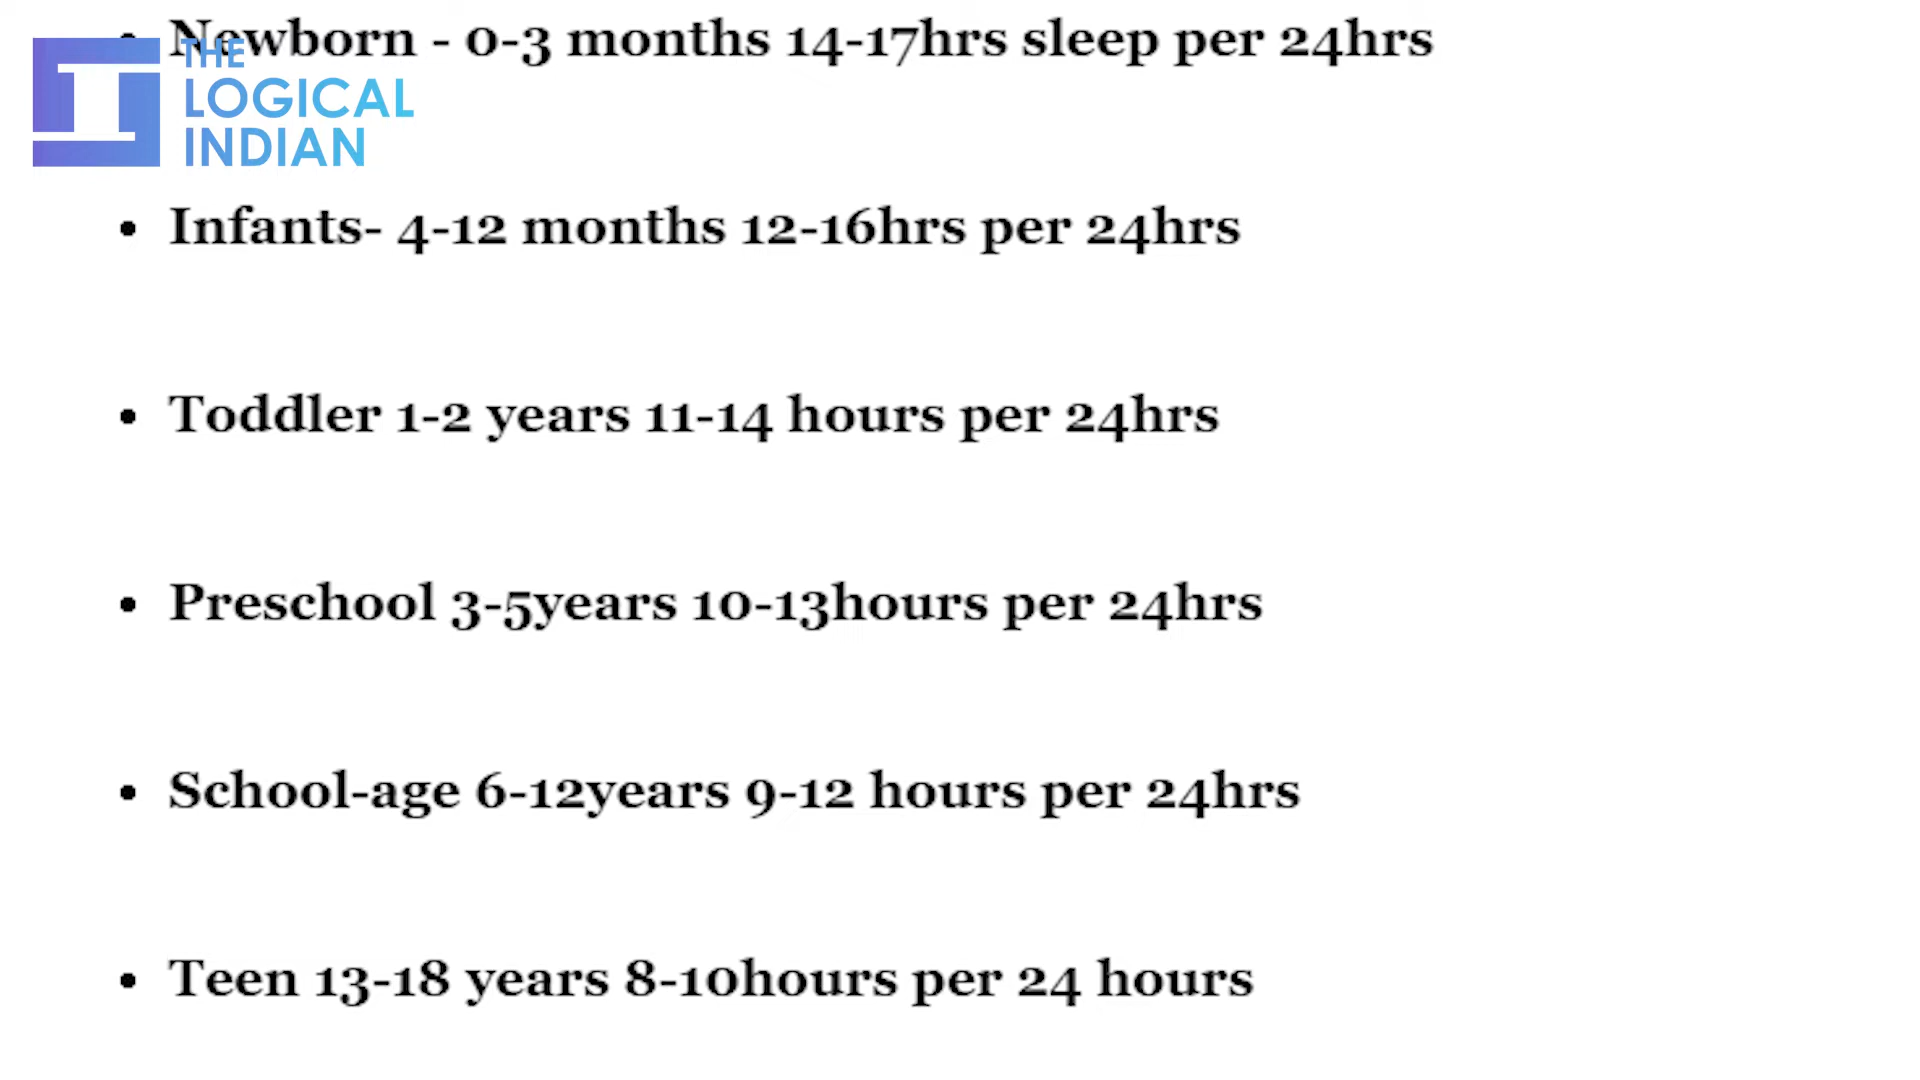 • Newborn - 0-3 months 14-17hrs sleep per 24hrs
THE
LOGICAL
INDIAN
• Infants- 4-12 months 12-16hrs per 24hrs
• Toddler 1-2 years 11-14 hours per 24hrs
• Preschool 3-5years 10-13hours per 24hrs
• School-age 6-12years 9-12 hours per 24hrs
• Teen 13-18 years 8-10hours per 24 hours